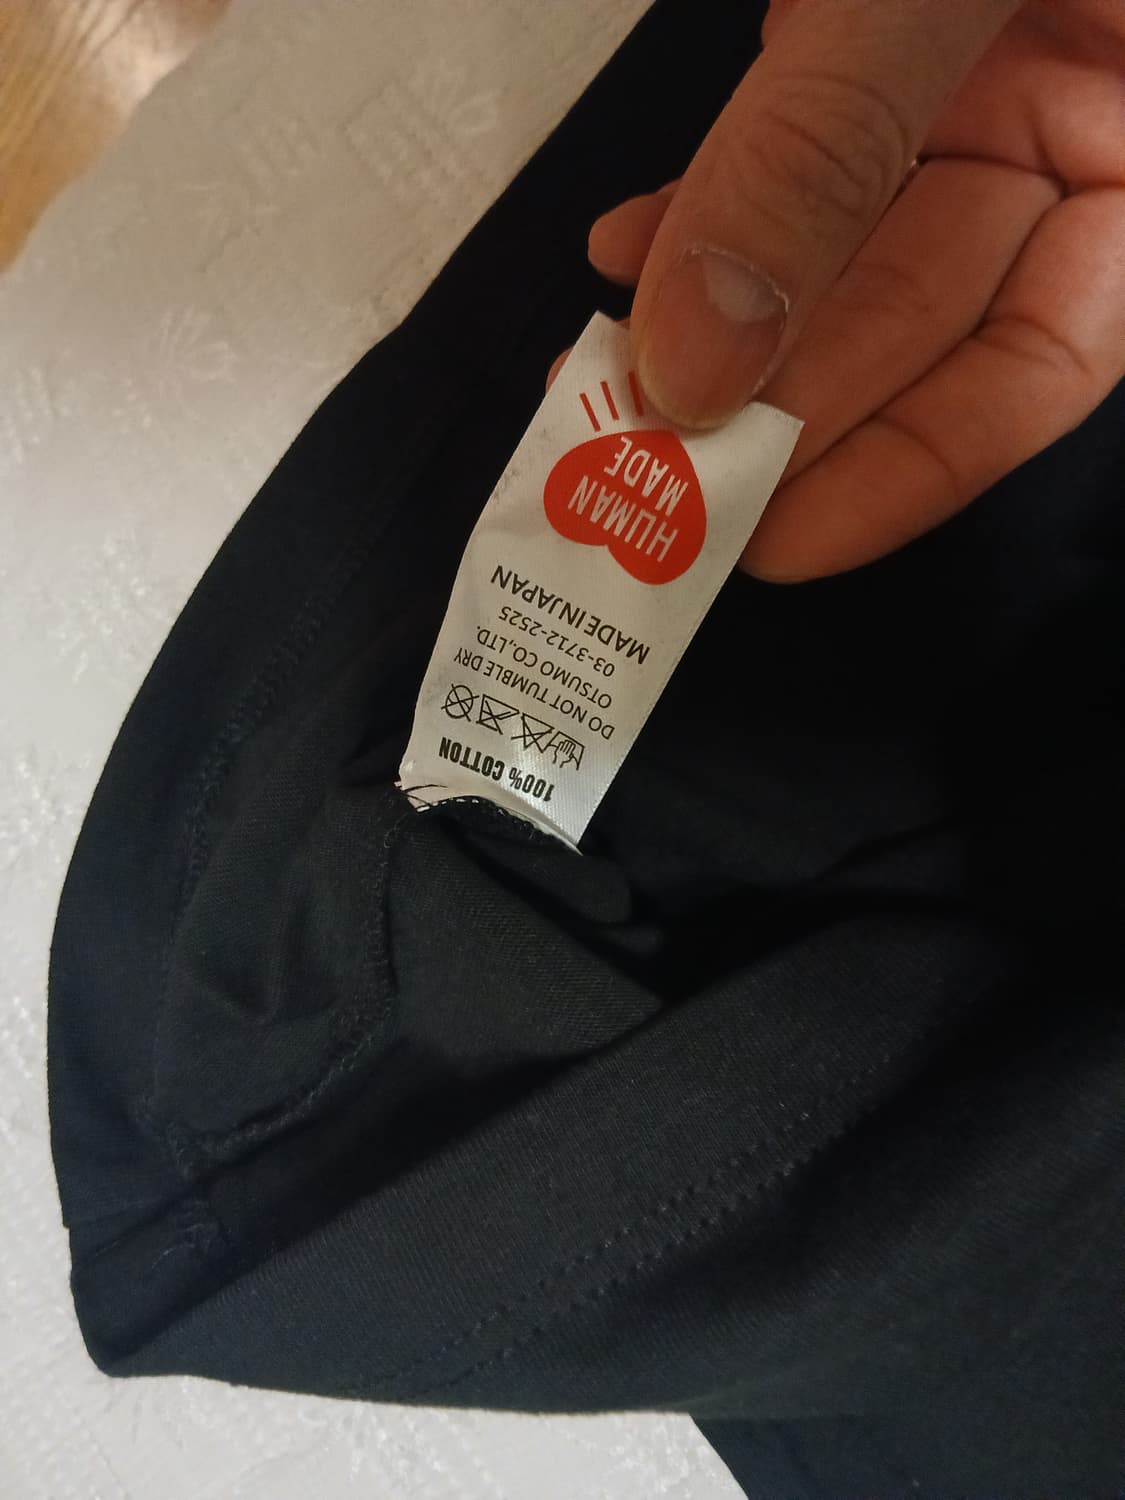 100% COTTON
DO NOT TUMBLE DRY
OTSUMO CO.,LTD.
03-3712-2525
MADE IN JAPAN
HUMAN
MADE